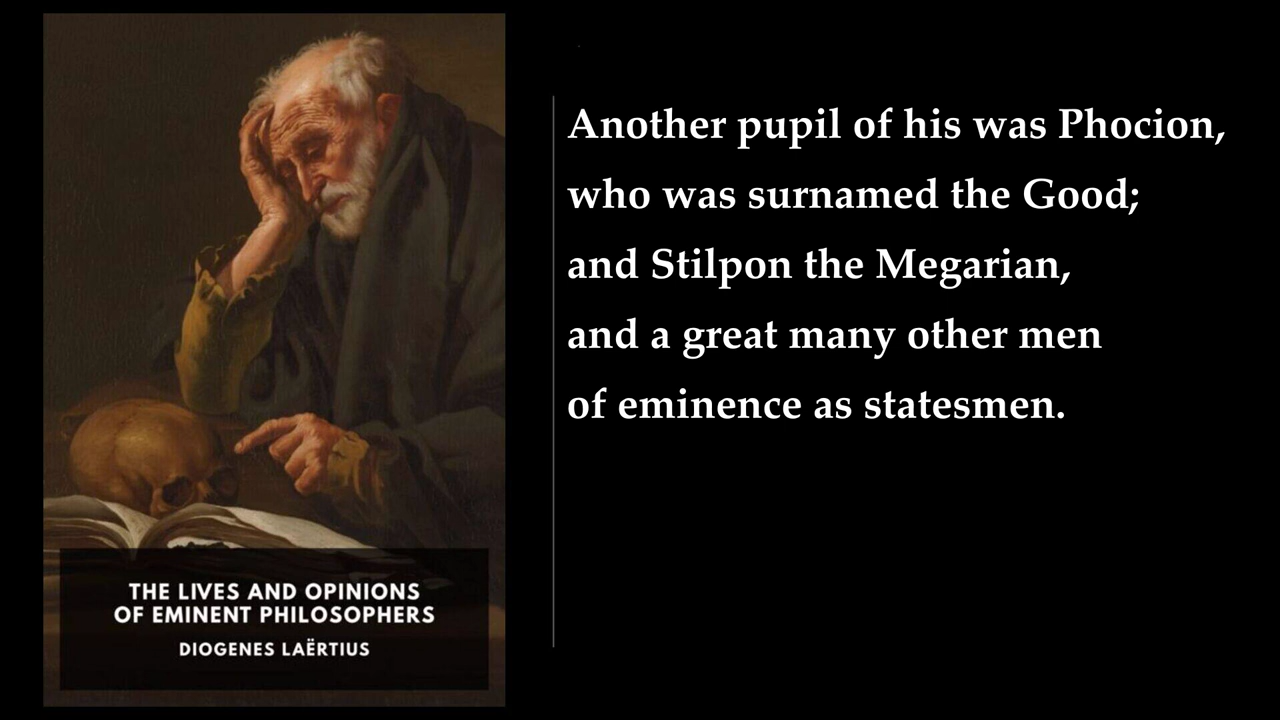 Another pupil of his was Phocion,
who was surnamed the Good;
and Stilpon the Megarian,
and a great many other men
of eminence as statesmen.
THE LIVES AND OPINIONS
OF EMINENT PHILOSOPHERS
DIOGENES LAËRTIUS